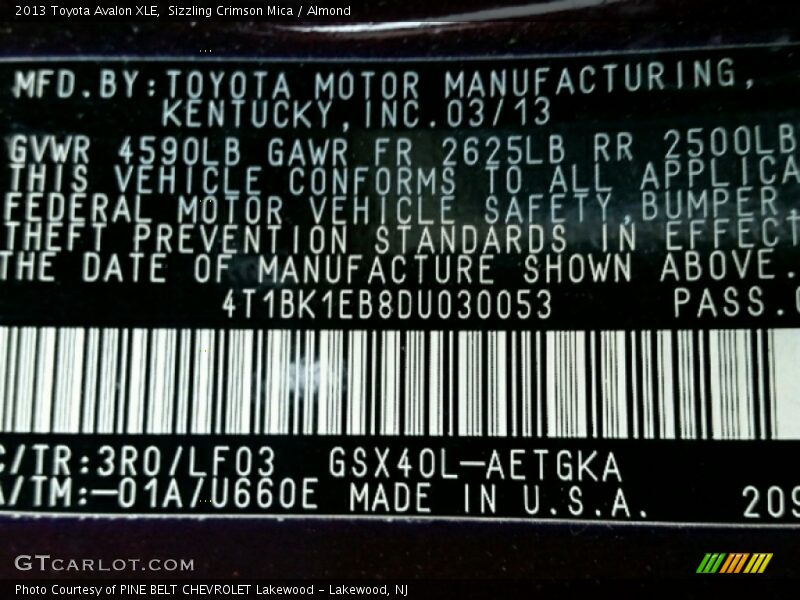 2013 Toyota Avalon XLE,  Sizzling Crimson Mica / Almond
MFD.BY:TOYOTA MOTOR MANUFACTURING,
KENTUCKY,INC.03/13
GVWR 4590LB GAWR FR 2625LB RR 2500LB
THIS VEHICLE CONFORMS TO ALL APPLICA
FEDERAL MOTOR VEHICLE SAFETY,BUMPER,
THEFT PREVENTION STANDARDS IN EFFECT
THE DATE OF MANUFACTURE SHOWN ABOVE.
4T1BK1EB8DU030053 PASS.
C/TR:3R0/LF03 GSX40L-AETGKA
A/TM:-01A/U660E MADE IN U.S.A. 209
GTCARLOT.COM
Photo Courtesy of PINE BELT CHEVROLET Lakewood - Lakewood, NJ